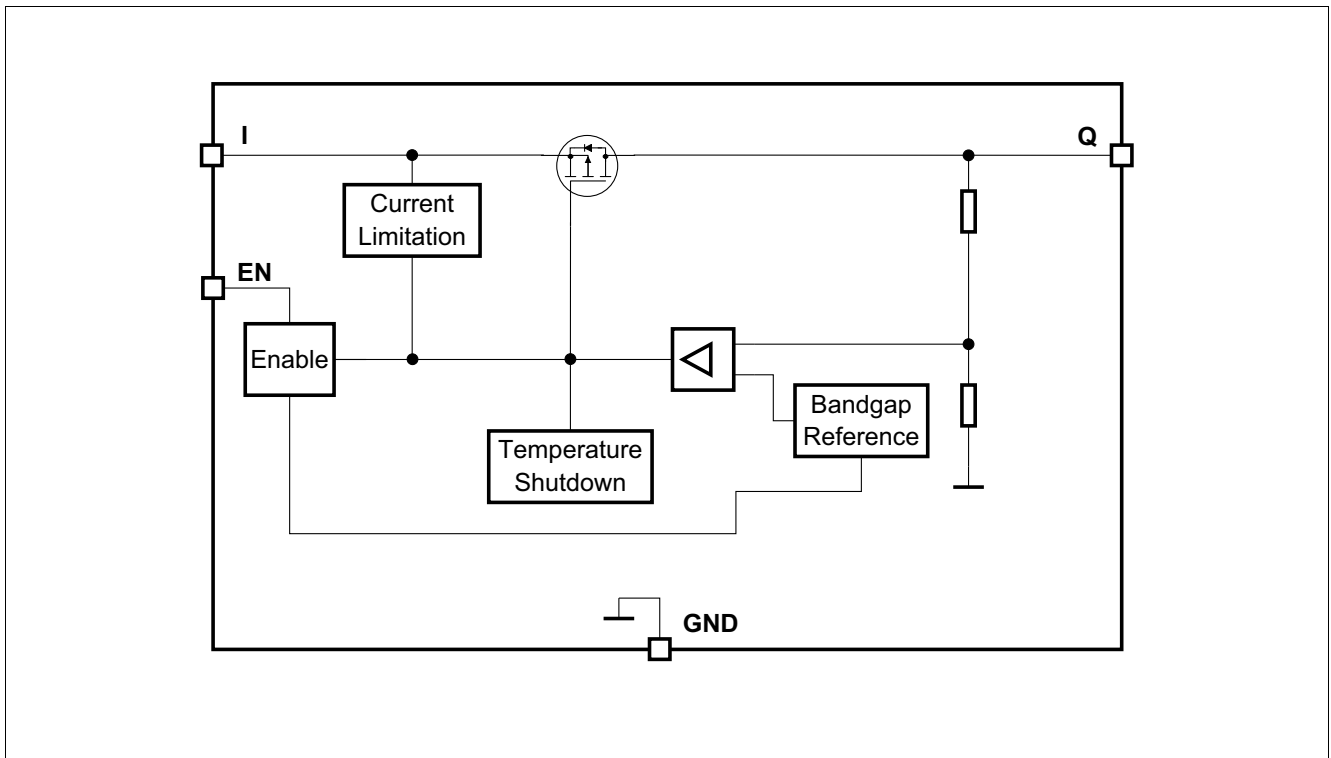 I
Q
Current
Limitation
EN
Enable
Bandgap
Reference
Temperature
Shutdown
GND